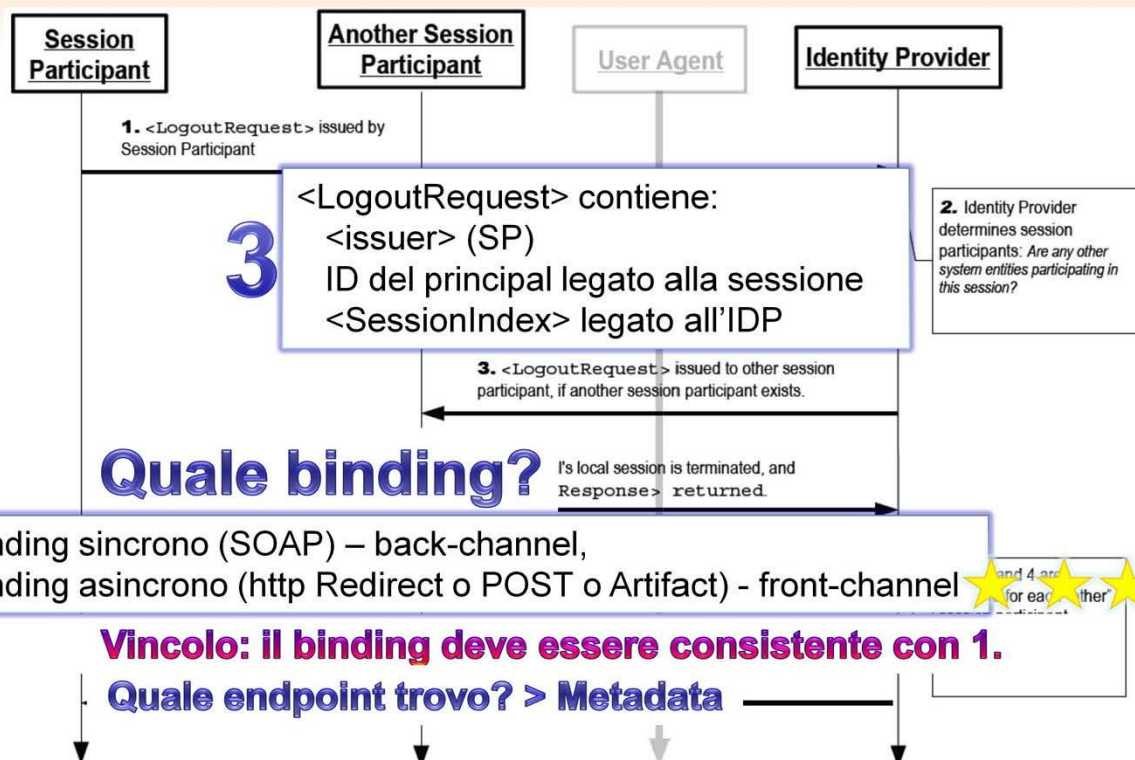 Session
Participant
Another Session
Participant
User Agent
Identity Provider
1. <LogoutRequest> issued by
Session Participant
<LogoutRequest> contiene:
<issuer> (SP)
ID del principal legato alla sessione
<SessionIndex> legato all'IDP
3
2. Identity Provider
determines session
participants: Are any other
system entities participating in
this session?
3. <LogoutRequest> issued to other session
participant, if another session participant exists.
Quale binding?
's local session is terminated, and
Response> returned.
nding sincrono (SOAP) – back-channel,
nding asincrono (http Redirect o POST o Artifact) - front-channel
and 4 are
for each ther"
Vincolo: il binding deve essere consistente con 1.
Quale endpoint trovo? > Metadata